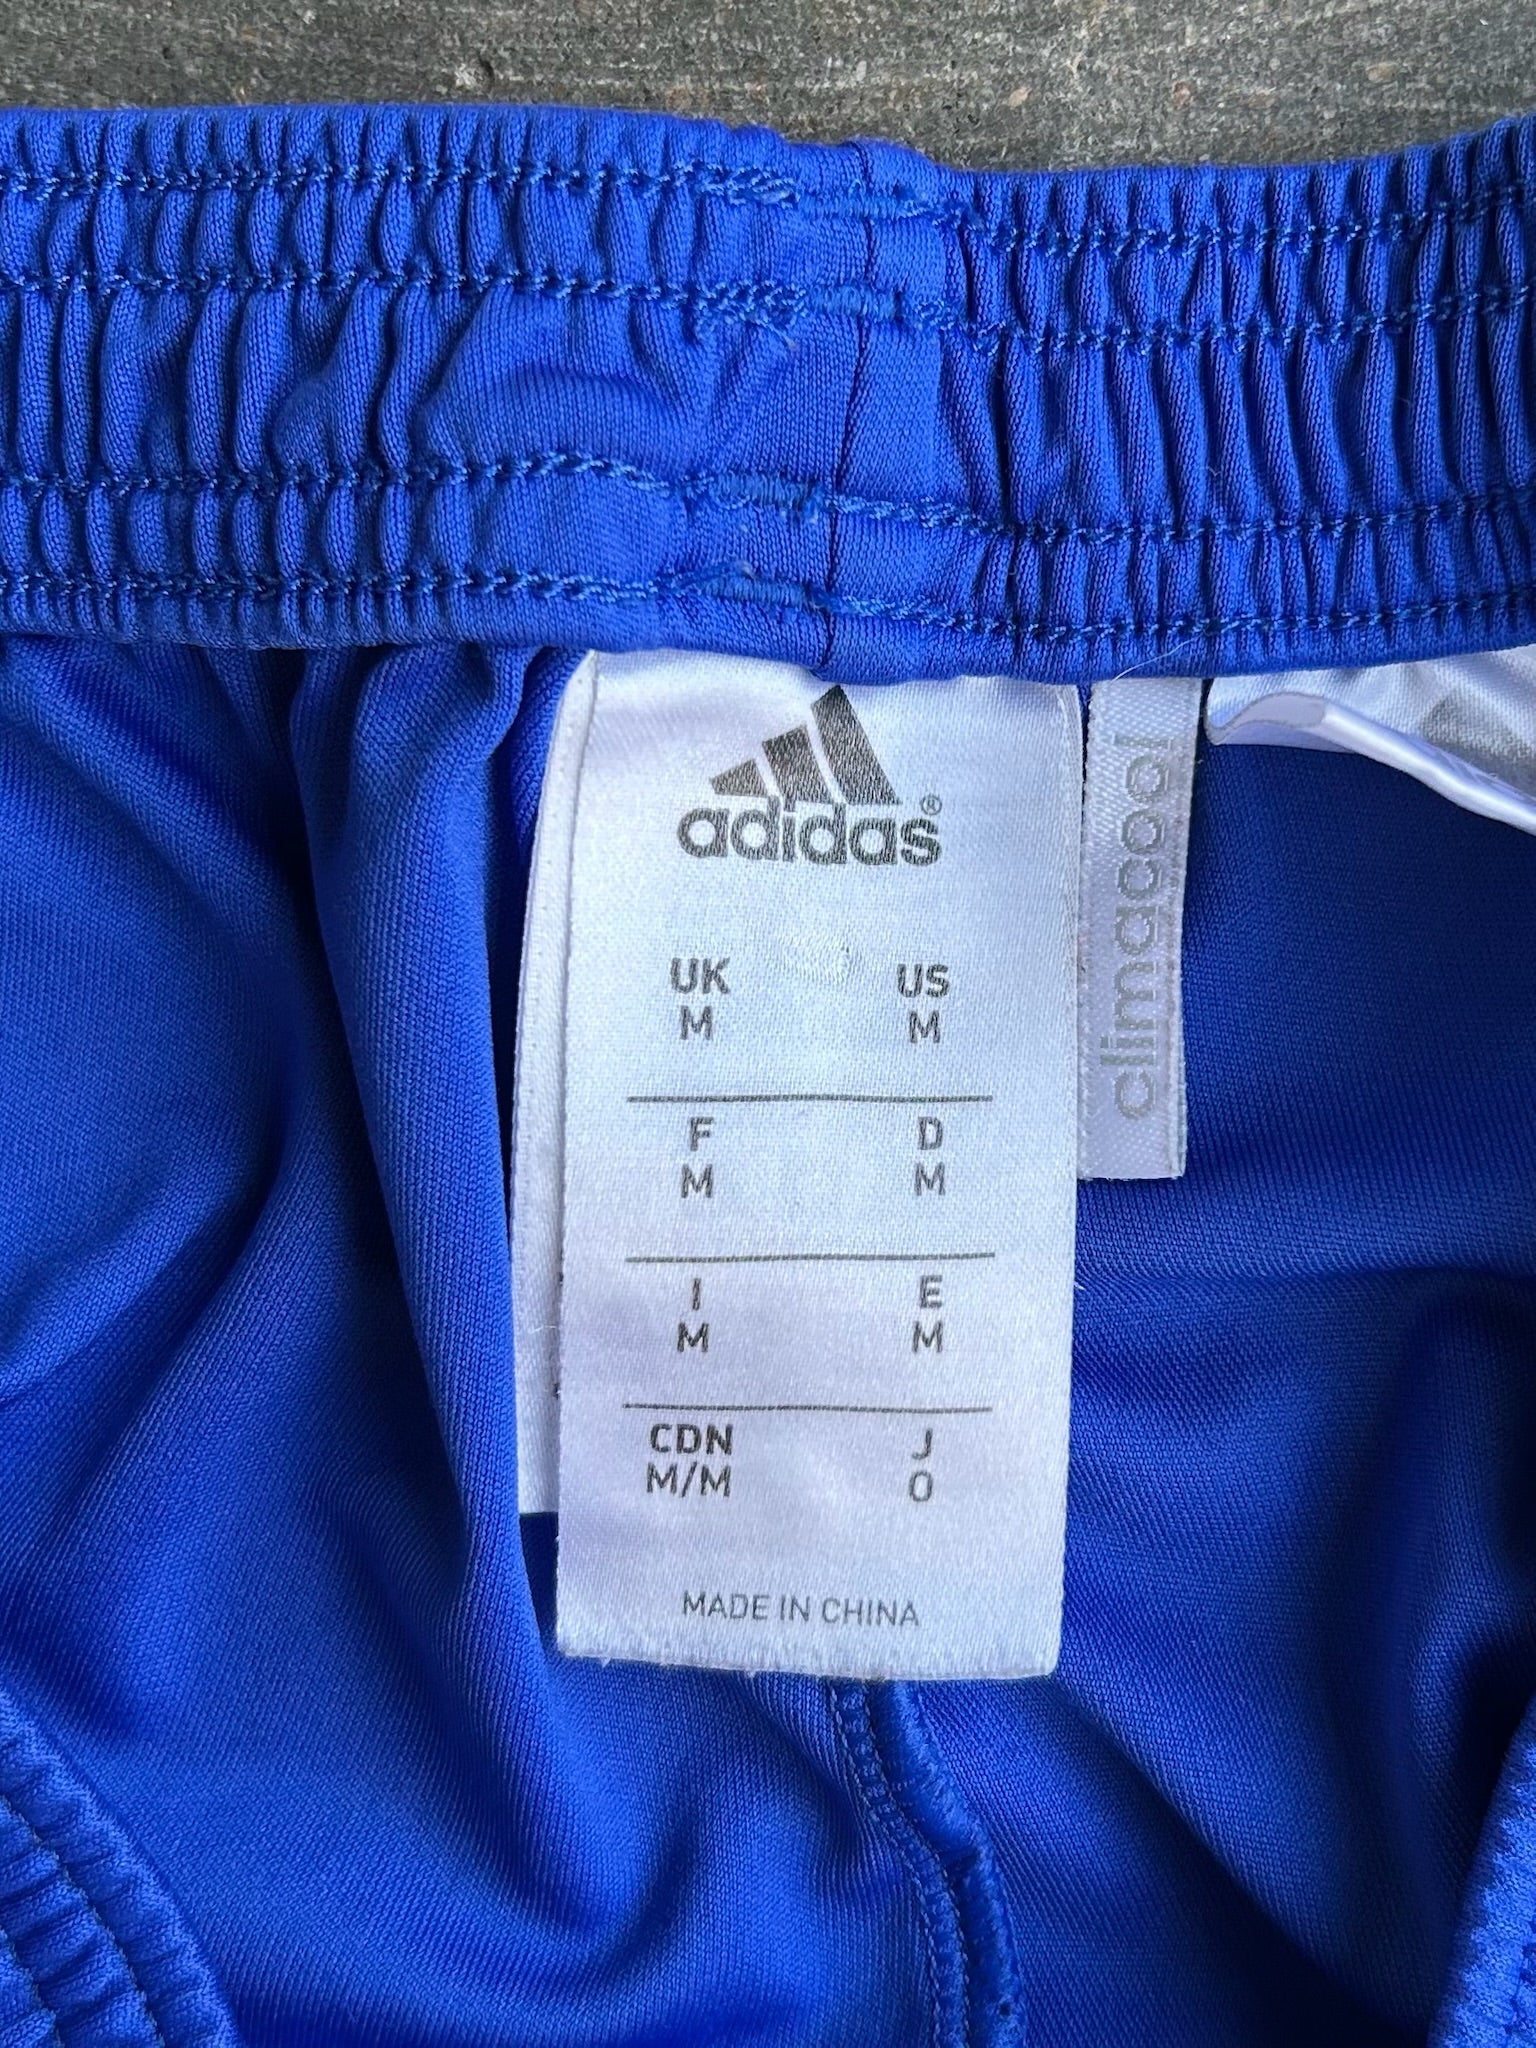 adidas®
UK US
M M
F D
M M
I E
M M
CDN J
M/M O
MADE IN CHINA
climacool